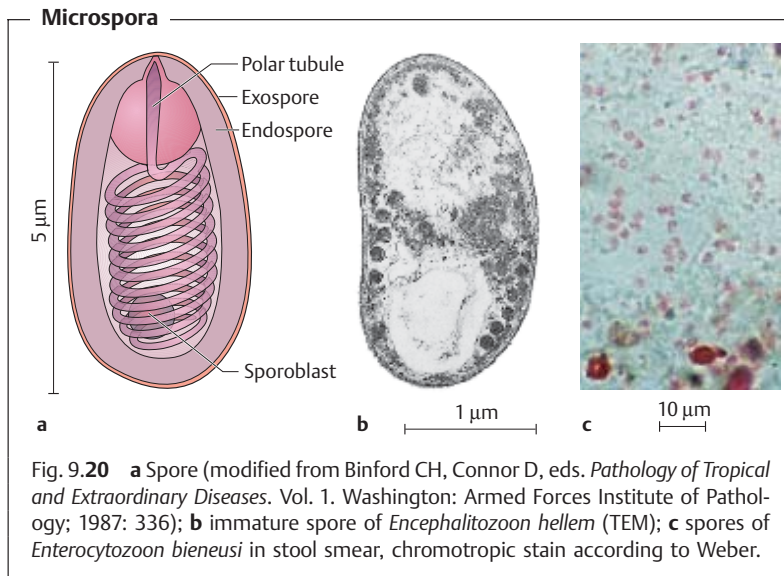 Microspora
Polar tubule
Exospore
Endospore
5 µm
Sporoblast
a
b
1 µm
c
10 µm
Fig. 9.20 a Spore (modified from Binford CH, Connor D, eds. Pathology of Tropical
and Extraordinary Diseases. Vol. 1. Washington: Armed Forces Institute of Pathol-
ogy; 1987: 336); b immature spore of Encephalitozoon hellem (TEM); c spores of
Enterocytozoon bieneusi in stool smear, chromotropic stain according to Weber.